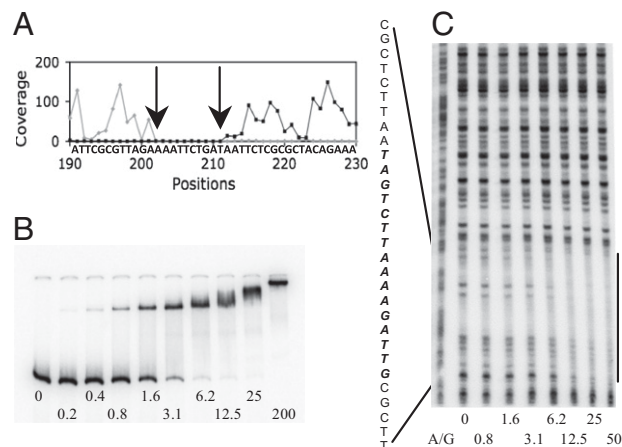 A
Coverage
200
100
0
ATTCGCGTTAGAAAATTCTGATAATTCTCGCGCTACAGAAA
190 200 210 220 230
Positions
B
0 0.4 1.6 6.2 25
0.2 0.8 3.1 12.5 200
CGCTCTTAATAGTCTTAAAAGATTGCGCTT
C
0 1.6 6.2 25
A/G 0.8 3.1 12.5 50